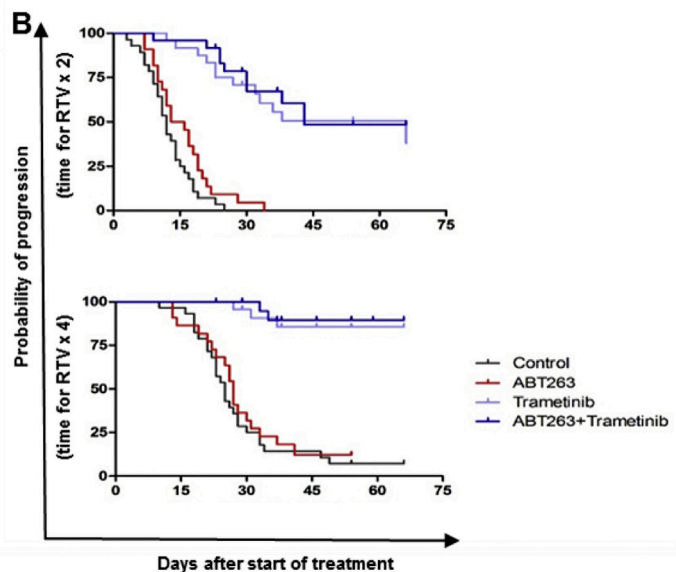 B
Probability of progression
(time for RTV x 2)
100
75
50
25
0
0 15 30 45 60 75
(time for RTV x 4)
100
75
50
25
0
0 15 30 45 60 75
Control
ABT263
Trametinib
ABT263+Trametinib
Days after start of treatment